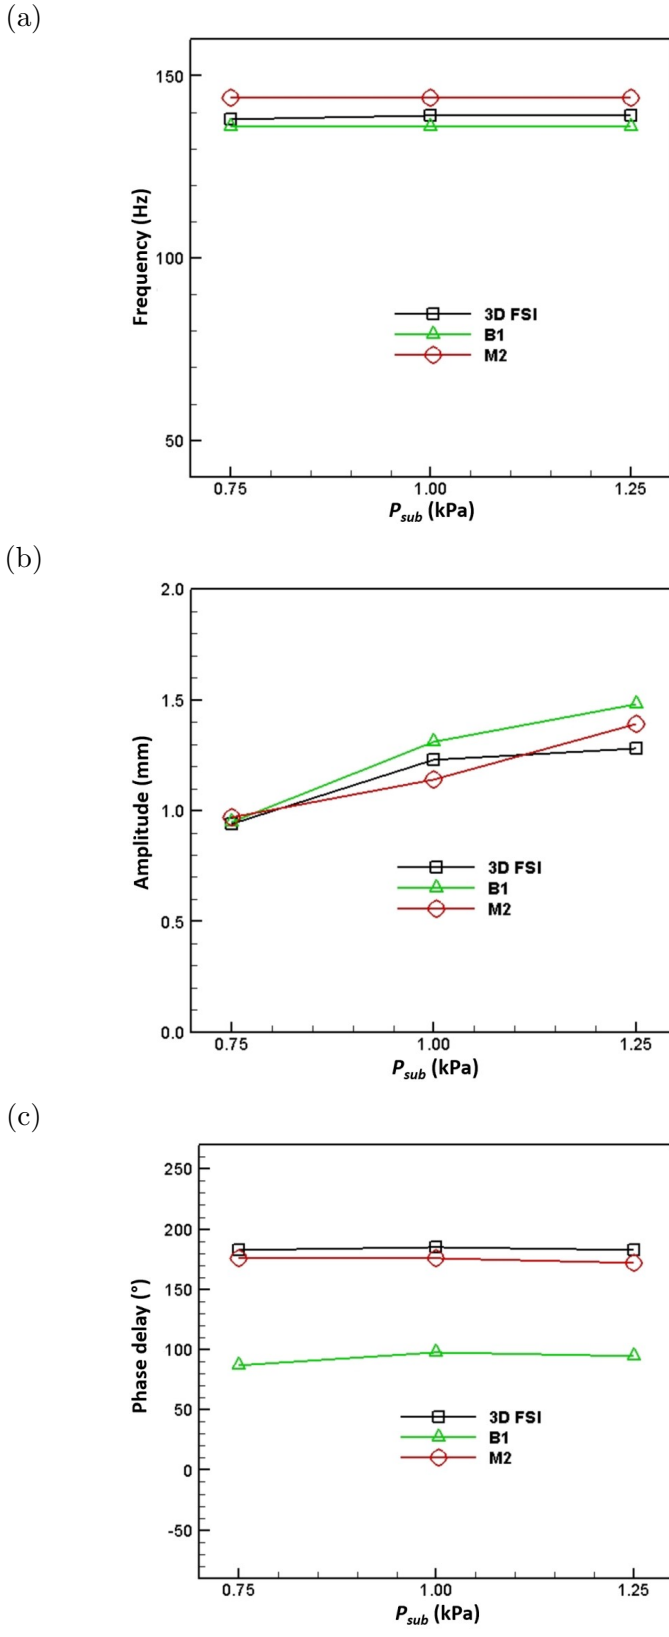 (a)
150
100
50
Frequency (Hz)
3D FSI
B1
M2
0.75 1.00 1.25
Psub (kPa)
(b)
2.0
1.5
1.0
0.5
0.0
Amplitude (mm)
3D FSI
B1
M2
0.75 1.00 1.25
Psub (kPa)
(c)
250
200
150
100
50
0
-50
Phase delay (°)
3D FSI
B1
M2
0.75 1.00 1.25
Psub (kPa)